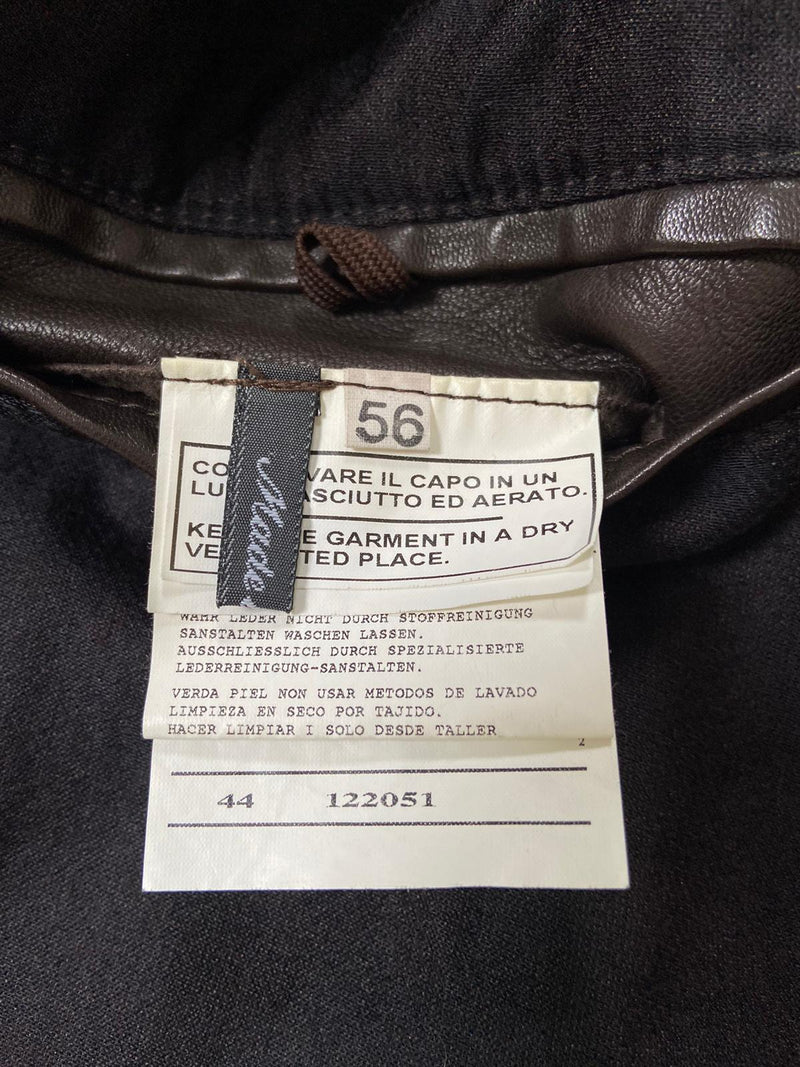 56
CO VARE IL CAPO IN UN
LU ASCIUTTO ED AERATO.
KE E GARMENT IN A DRY
VE TED PLACE.
Made
WAHR LEDER NICHT DURCH STOFFREINIGUNG
SANSTALTEN WASCHEN LASSEN.
AUSSCHLIESSLICH DURCH SPEZIALISIERTE
LEDERREINIGUNG-SANSTALTEN.
VERDA PIEL NON USAR METODOS DE LAVADO
LIMPIEZA EN SECO POR TAJIDO.
HACER LIMPIAR I SOLO DESDE TALLER
2
44 122051